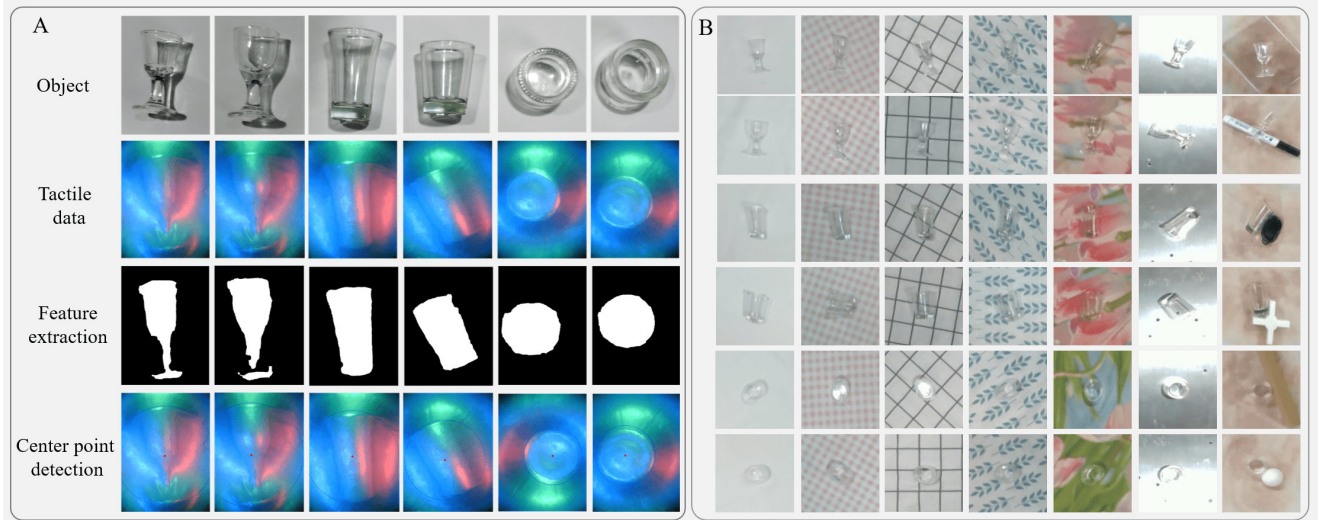 A
Object
Tactile
data
Feature
extraction
Center point
detection
B